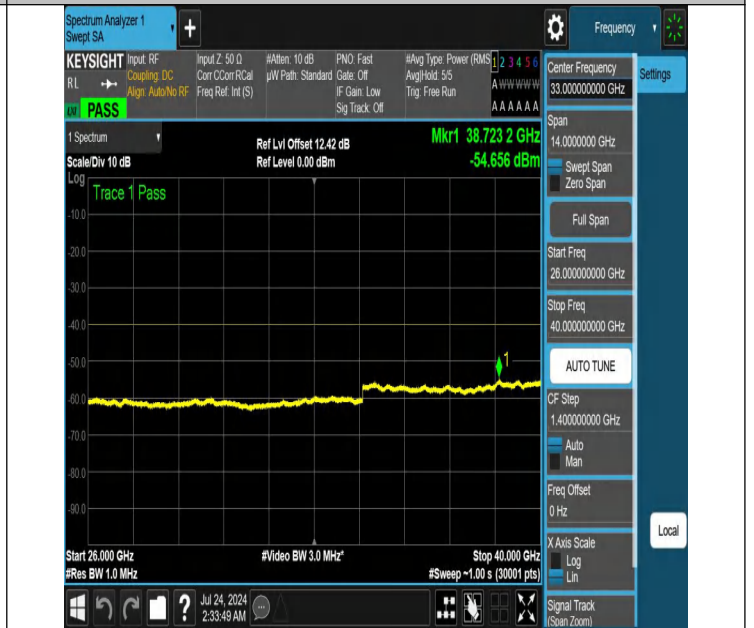 Spectrum Analyzer 1
Swept SA
+
Frequency
KEYSIGHT
RL
PASS
Input: RF
Coupling: DC
Align: Auto/No RF
Input Z: 50 Ω
Corr CCorr RCal
Freq Ref: Int (S)
#Atten: 10 dB
µW Path: Standard
PNO: Fast
Gate: Off
IF Gain: Low
Sig Track: Off
#Avg Type: Power (RMS
Avg|Hold: 5/5
Trig: Free Run
1 2 3 4 5 6
A W W W W W
A A A A A A
1 Spectrum
Scale/Div 10 dB
Ref Lvl Offset 12.42 dB
Ref Level 0.00 dBm
Mkr1 38.723 2 GHz
-54.656 dBm
Log
Trace 1 Pass
-10.0
-20.0
-30.0
-40.0
-50.0
-60.0
-70.0
-80.0
-90.0
1
Start 26.000 GHz
#Res BW 1.0 MHz
#Video BW 3.0 MHz*
Stop 40.000 GHz
#Sweep ~1.00 s (30001 pts)
Center Frequency
33.000000000 GHz
Settings
Span
14.0000000 GHz
Swept Span
Zero Span
Full Span
Start Freq
26.000000000 GHz
Stop Freq
40.000000000 GHz
AUTO TUNE
CF Step
1.400000000 GHz
Auto
Man
Freq Offset
0 Hz
X Axis Scale
Log
Lin
Local
Signal Track
(Span Zoom)
?
Jul 24, 2024
2:33:49 AM